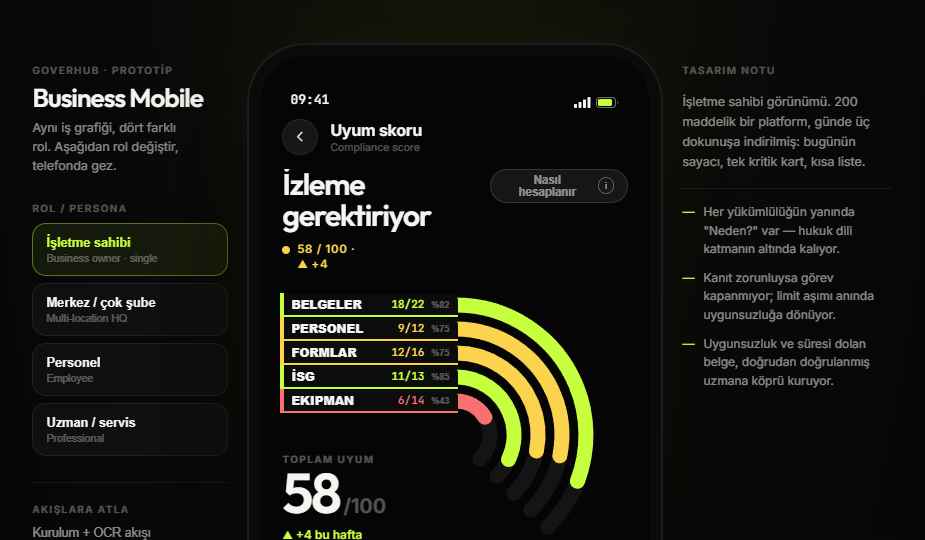 GOVERHUB · PROTOTİP
Business Mobile
Aynı iş grafiği, dört farklı
rol. Aşağıdan rol değiştir,
telefonda gez.
ROL / PERSONA
İşletme sahibi
Business owner · single
Merkez / çok şube
Multi-location HQ
Personel
Employee
Uzman / servis
Professional
AKIŞLARA ATLA
Kurulum + OCR akışı
09:41
Uyum skoru
Compliance score
İzleme
gerektiriyor
Nasıl
hesaplanır
58 / 100 ·
▲ +4
BELGELER 18/22 %82
PERSONEL 9/12 %75
FORMLAR 12/16 %75
İSG 11/13 %85
EKIPMAN 6/14 %43
TOPLAM UYUM
58/100
▲ +4 bu hafta
TASARIM NOTU
İşletme sahibi görünümü. 200
maddelik bir platform, günde üç
dokunuşa indirilmiş: bugünün
sayacı, tek kritik kart, kısa liste.
— Her yükümlülüğün yanında
"Neden?" var — hukuk dili
katmanın altında kalıyor.
— Kanıt zorunluysa görev
kapanmıyor; limit aşımı anında
uygunsuzluğa dönüyor.
— Uygunsuzluk ve süresi dolan
belge, doğrudan doğrulanmış
uzmana köprü kuruyor.